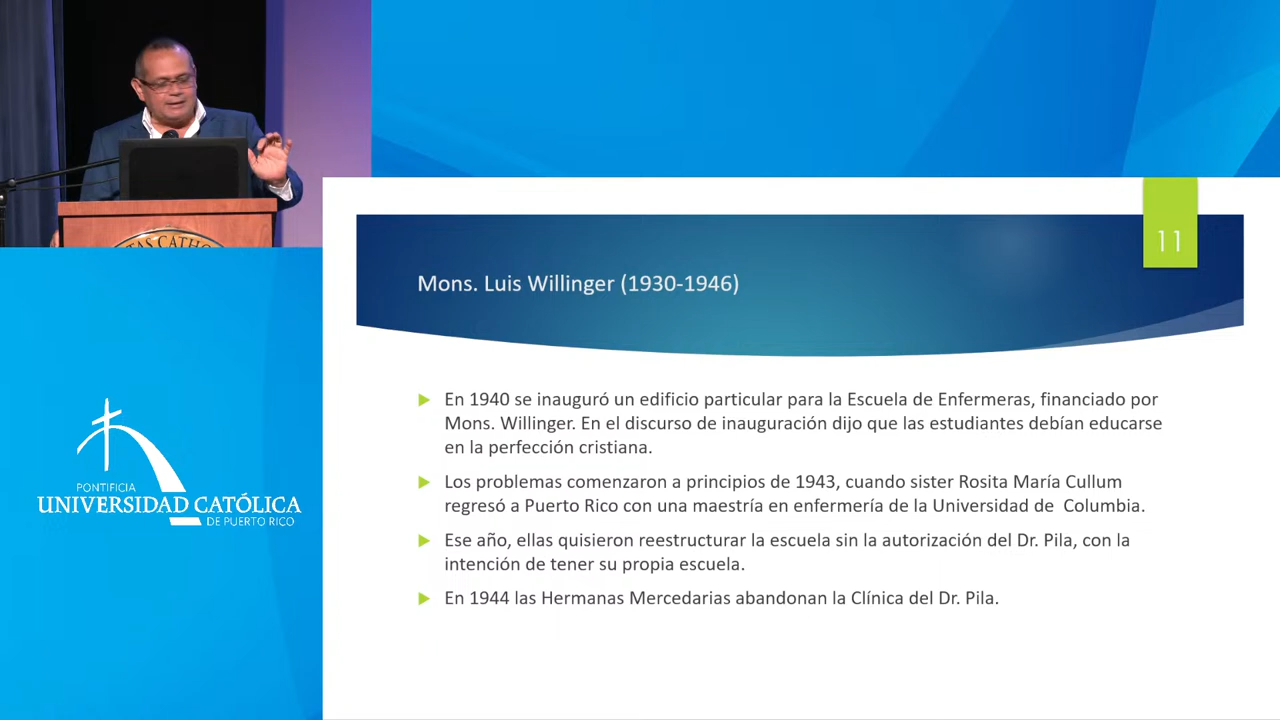 TAS CATHO
PONTIFICIA
UNIVERSIDAD CATÓLICA
DE PUERTO RICO
11
Mons. Luis Willinger (1930-1946)
En 1940 se inauguró un edificio particular para la Escuela de Enfermeras, financiado por
Mons. Willinger. En el discurso de inauguración dijo que las estudiantes debían educarse
en la perfección cristiana.
Los problemas comenzaron a principios de 1943, cuando sister Rosita María Cullum
regresó a Puerto Rico con una maestría en enfermería de la Universidad de Columbia.
Ese año, ellas quisieron reestructurar la escuela sin la autorización del Dr. Pila, con la
intención de tener su propia escuela.
En 1944 las Hermanas Mercedarias abandonan la Clínica del Dr. Pila.